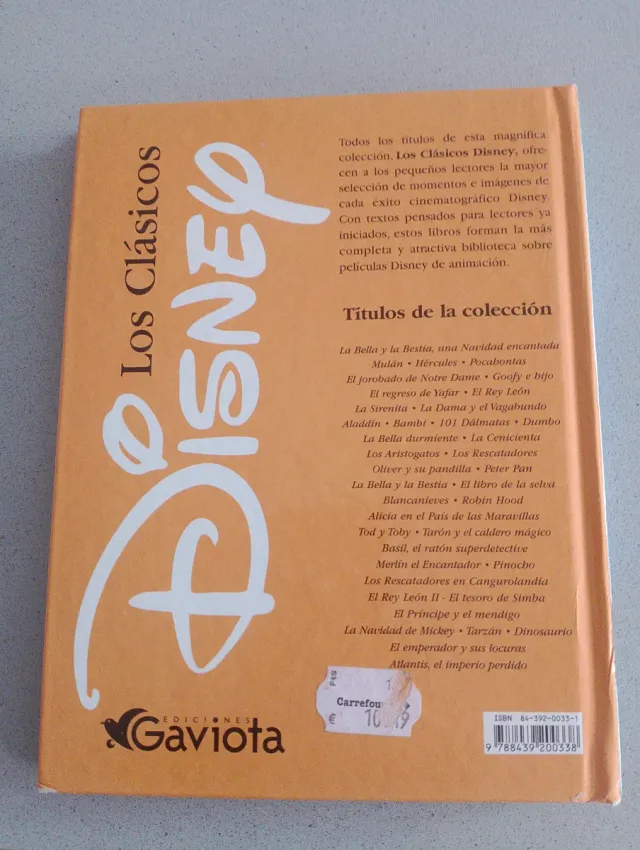 Los Clásicos
DISNEY
Todos los títulos de esta magnífica
colección, Los Clásicos Disney, ofre-
cen a los pequeños lectores la mayor
selección de momentos e imágenes de
cada éxito cinematográfico Disney.
Con textos pensados para lectores ya
iniciados, estos libros forman la más
completa y atractiva biblioteca sobre
películas Disney de animación.
Títulos de la colección
La Bella y la Bestia, una Navidad encantada
Mulán • Hércules • Pocahontas
El jorobado de Notre Dame • Goofy e hijo
El regreso de Yafar • El Rey León
La Sirenita • La Dama y el Vagabundo
Aladdín • Bambi • 101 Dálmatas • Dumbo
La Bella durmiente • La Cenicienta
Los Aristogatos • Los Rescatadores
Oliver y su pandilla • Peter Pan
La Bella y la Bestia • El libro de la selva
Blancanieves • Robin Hood
Alicia en el País de las Maravillas
Tod y Toby • Tarón y el caldero mágico
Basil, el ratón superdetective
Merlín el Encantador • Pinocho
Los Rescatadores en Cangurolandia
El Rey León II - El tesoro de Simba
El Príncipe y el mendigo
La Navidad de Mickey • Tarzán • Dinosaurio
El emperador y sus locuras
Atlantis, el imperio perdido
Carrefour
EDICIONES
Gaviota
ISBN 84-392-0033-1
9 788439 200338